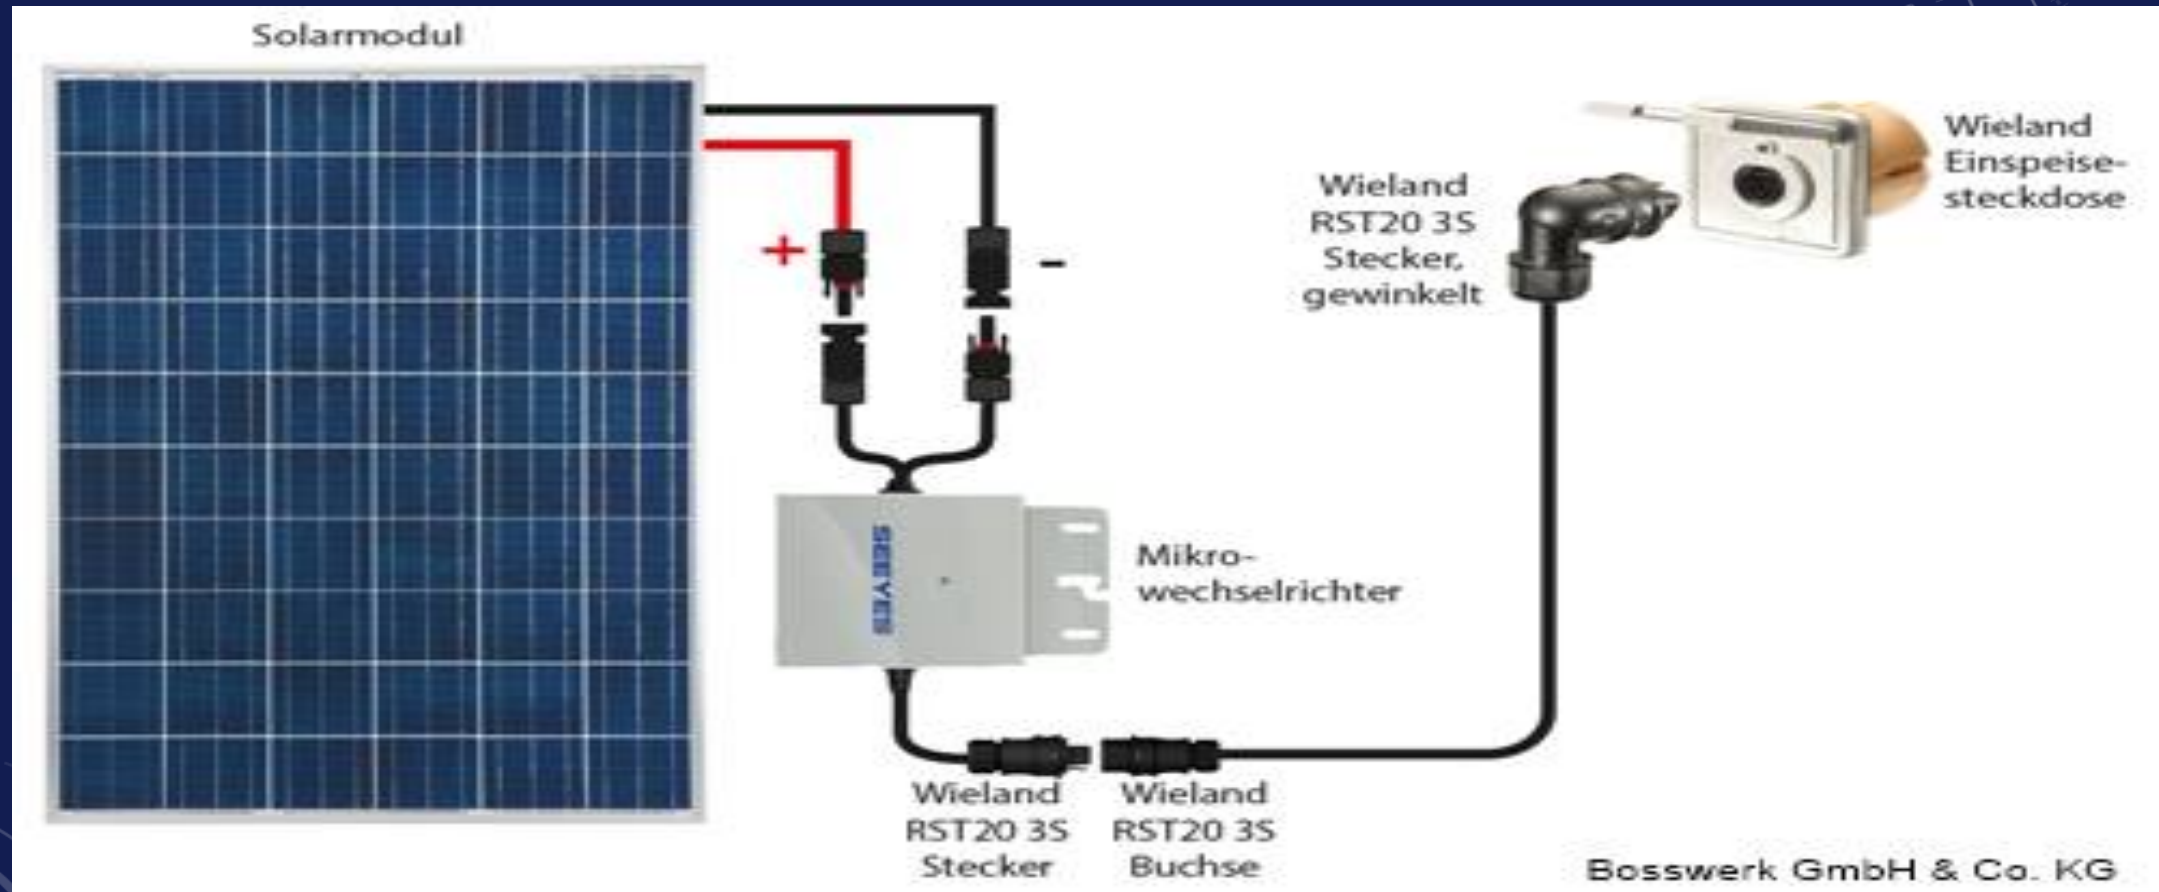 Solarmodul
+
-
Wieland
RST20 3S
Stecker,
gewinkelt
Wieland
Einspeise-
steckdose
SEEYES
Mikro-
wechselrichter
Wieland
RST20 3S
Stecker
Wieland
RST20 3S
Buchse
Bosswerk GmbH & Co. KG